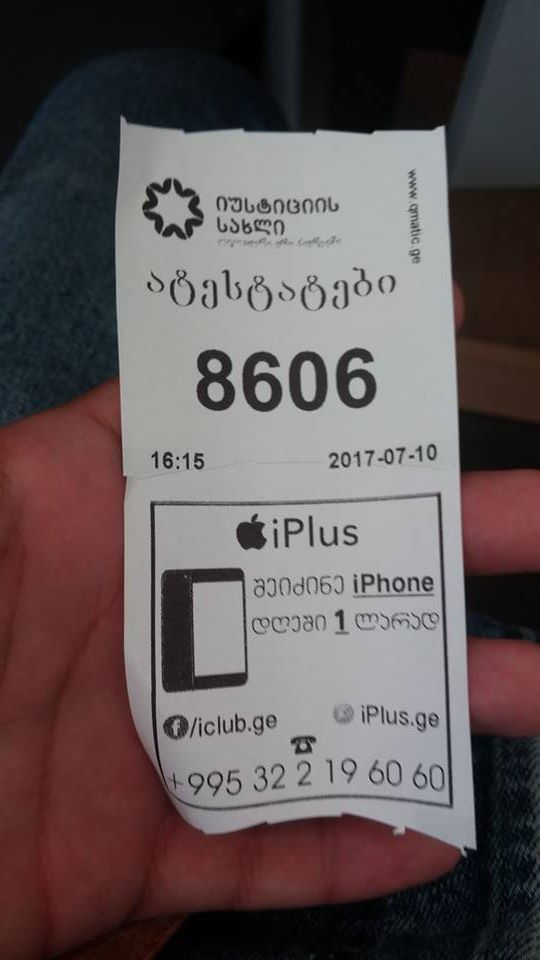 იუსტიციის
სახლი
www.qmatic.ge
ატესტატები
8606
16:15 2017-07-10
iPlus
შეიძინე iPhone
დღეში 1 ლარად
/iclub.ge iPlus.ge
+995 32 2 19 60 60